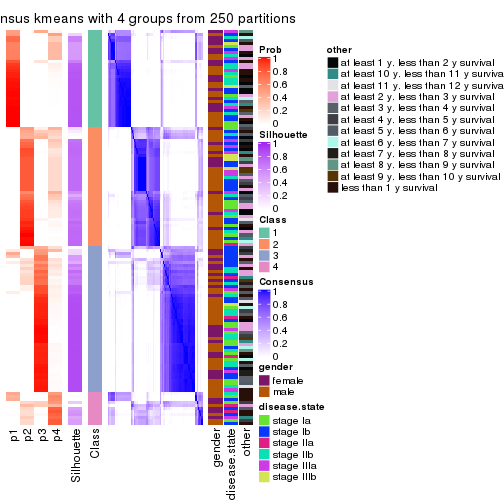 nsus kmeans with 4 groups from 250 partitions
p1
p2
p3
p4
Silhouette
Class
gender
disease.state
other
Prob
1
0.8
0.6
0.4
0.2
0
Silhouette
1
0.8
0.6
0.4
0.2
0
Class
1
2
3
4
Consensus
1
0.8
0.6
0.4
0.2
0
gender
female
male
disease.state
stage Ia
stage Ib
stage IIa
stage IIb
stage IIIa
stage IIIb
other
at least 1 y. less than 2 y survival
at least 10 y. less than 11 y survival
at least 11 y. less than 12 y survival
at least 2 y. less than 3 y survival
at least 3 y. less than 4 y survival
at least 4 y. less than 5 y survival
at least 5 y. less than 6 y survival
at least 6 y. less than 7 y survival
at least 7 y. less than 8 y survival
at least 8 y. less than 9 y survival
at least 9 y. less than 10 y survival
less than 1 y survival